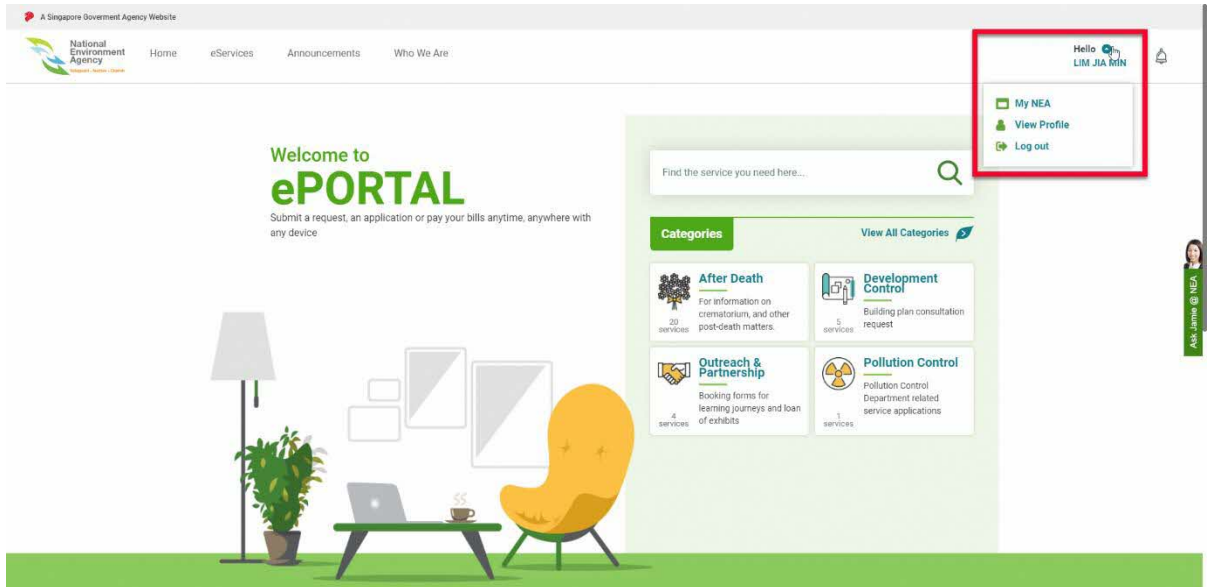 A Singapore Goverment Agency Website
National
Environment
Agency
Safeguard • Nurture • Cherish
Home
eServices
Announcements
Who We Are
Hello
LIM JIA MIN
My NEA
View Profile
Log out
Welcome to
ePORTAL
Submit a request, an application or pay your bills anytime, anywhere with
any device
Find the service you need here...
Categories
View All Categories
After Death
For information on
crematorium, and other
post-death matters.
20
services
Development
Control
Building plan consultation
request
5
services
Outreach &
Partnership
Booking forms for
learning journeys and loan
of exhibits
4
services
Pollution Control
Pollution Control
Department related
service applications
1
services
Ask Jamie @ NEA